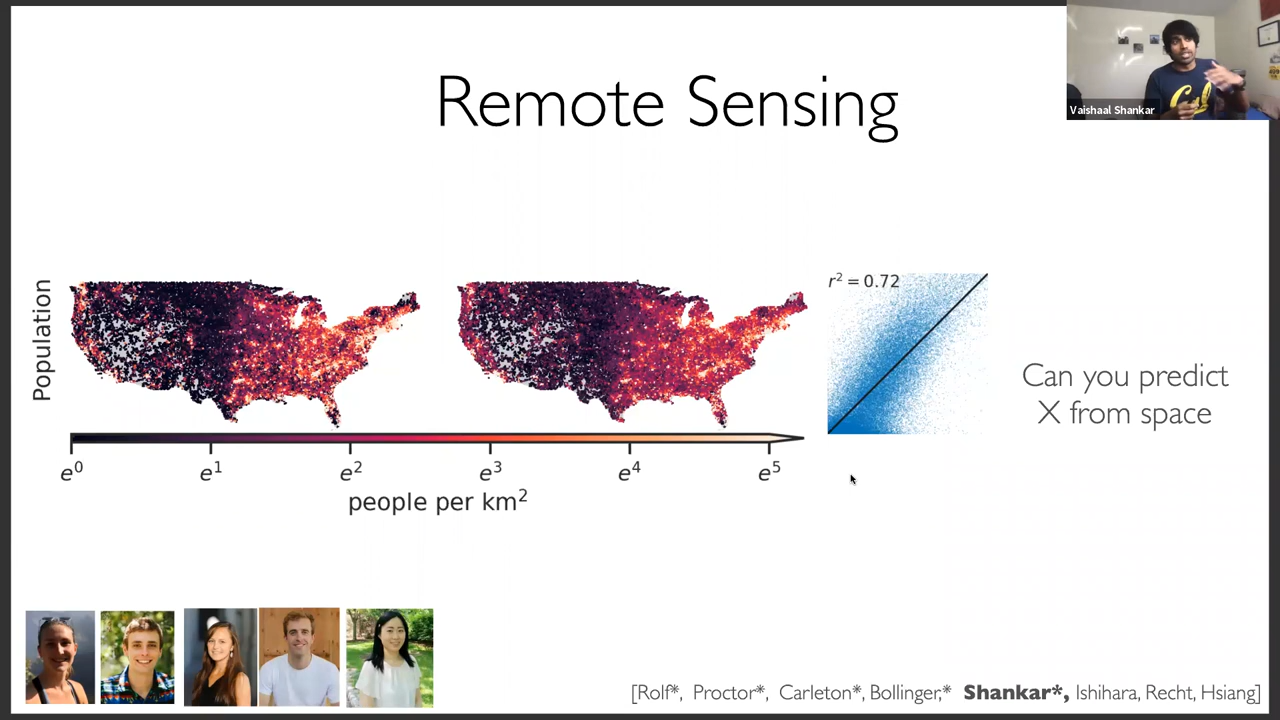 Remote Sensing
Vaishaal Shankar
Cal
Population
r² = 0.72
Can you predict
X from space
e⁰ e¹ e² e³ e⁴ e⁵
people per km²
[Rolf*, Proctor*, Carleton*, Bollinger,* Shankar*, Ishihara, Recht, Hsiang]